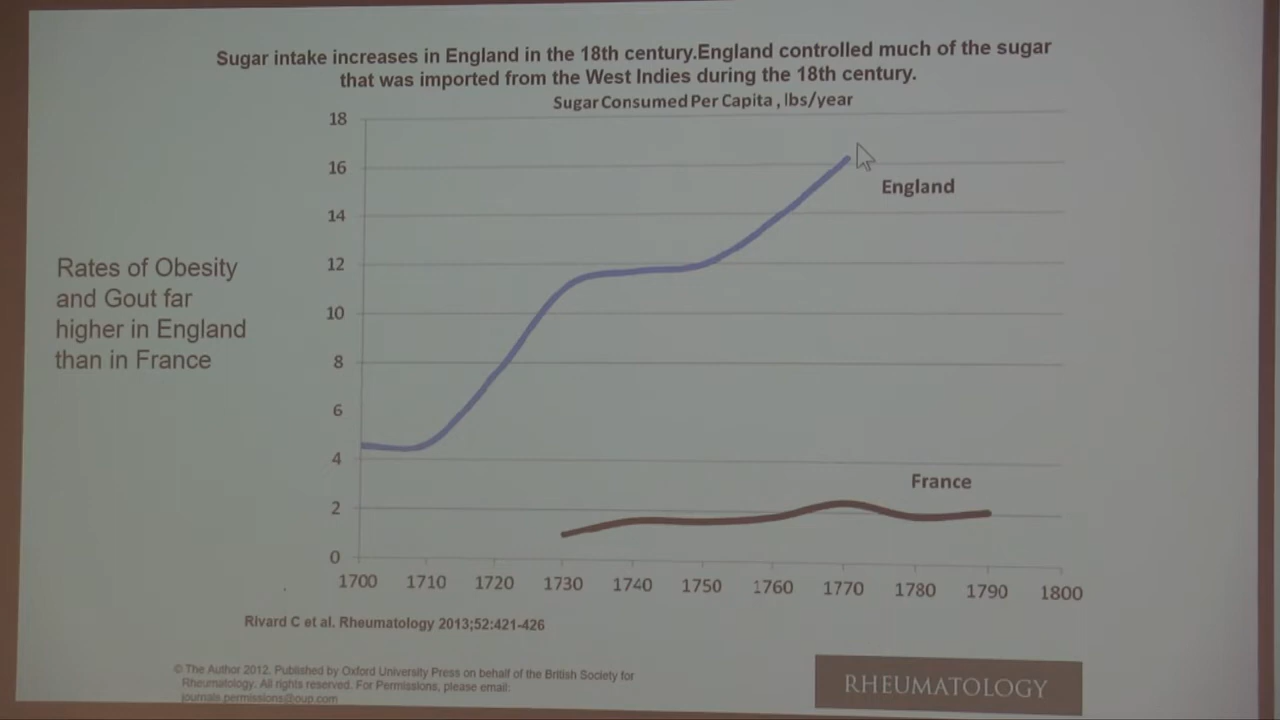 Sugar intake increases in England in the 18th century.England controlled much of the sugar
that was imported from the West Indies during the 18th century.
Sugar Consumed Per Capita , lbs/year
18
16
14
12
10
8
6
4
2
0
England
France
Rates of Obesity
and Gout far
higher in England
than in France
1700 1710 1720 1730 1740 1750 1760 1770 1780 1790 1800
Rivard C et al. Rheumatology 2013;52:421-426
© The Author 2012. Published by Oxford University Press on behalf of the British Society for
Rheumatology. All rights reserved. For Permissions, please email:
journals.permissions@oup.com
RHEUMATOLOGY